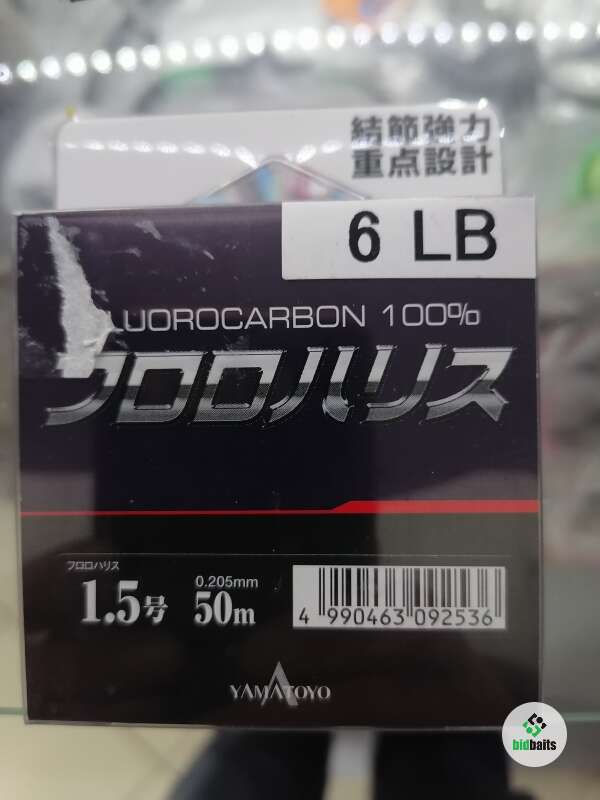 結節強力
重点設計
6 LB
LUOROCARBON 100%
フロロハリス
フロロハリス
1.5号
0.205mm
50m
4 990463 092536
YAMATOYO
bidbaits